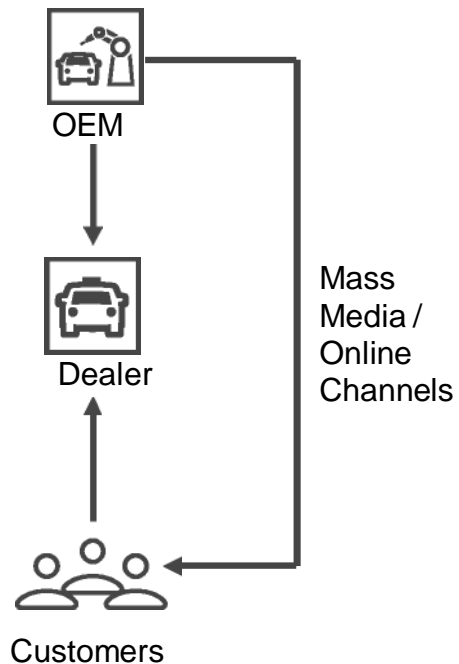 OEM
Dealer
Mass
Media /
Online
Channels
Customers